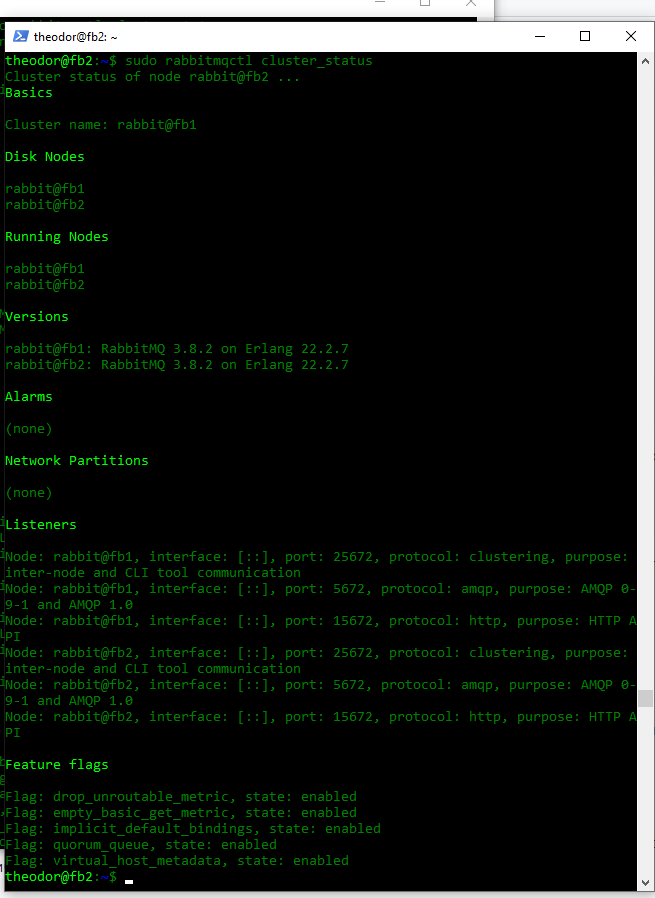 theodor@fb2: ~
theodor@fb2:~$ sudo rabbitmqctl cluster_status
Cluster status of node rabbit@fb2 ...
Basics
Cluster name: rabbit@fb1
Disk Nodes
rabbit@fb1
rabbit@fb2
Running Nodes
rabbit@fb1
rabbit@fb2
Versions
rabbit@fb1: RabbitMQ 3.8.2 on Erlang 22.2.7
rabbit@fb2: RabbitMQ 3.8.2 on Erlang 22.2.7
Alarms
(none)
Network Partitions
(none)
Listeners
Node: rabbit@fb1, interface: [::], port: 25672, protocol: clustering, purpose:
inter-node and CLI tool communication
Node: rabbit@fb1, interface: [::], port: 5672, protocol: amqp, purpose: AMQP 0-
9-1 and AMQP 1.0
Node: rabbit@fb1, interface: [::], port: 15672, protocol: http, purpose: HTTP A
PI
Node: rabbit@fb2, interface: [::], port: 25672, protocol: clustering, purpose:
inter-node and CLI tool communication
Node: rabbit@fb2, interface: [::], port: 5672, protocol: amqp, purpose: AMQP 0-
9-1 and AMQP 1.0
Node: rabbit@fb2, interface: [::], port: 15672, protocol: http, purpose: HTTP A
PI
Feature flags
Flag: drop_unroutable_metric, state: enabled
Flag: empty_basic_get_metric, state: enabled
Flag: implicit_default_bindings, state: enabled
Flag: quorum_queue, state: enabled
Flag: virtual_host_metadata, state: enabled
theodor@fb2:~$